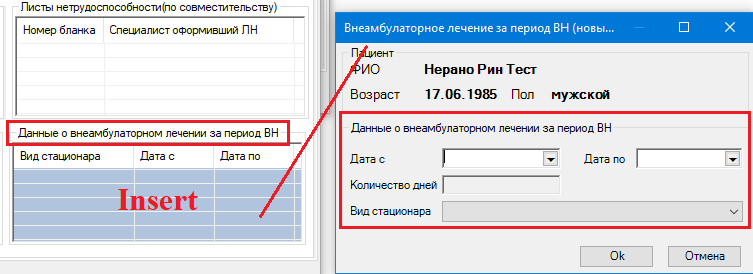 Листы нетрудоспособности(по совместительству)
Номер бланка Специалист оформивший ЛН
Данные о внеамбулаторном лечении за период ВН
Вид стационара Дата с Дата по
Insert
Внеамбулаторное лечение за период ВН (новы...
Пациент
ФИО Нерано Рин Тест
Возраст 17.06.1985 Пол мужской
Данные о внеамбулаторном лечении за период ВН
Дата с Дата по
Количество дней
Вид стационара
Ok Отмена